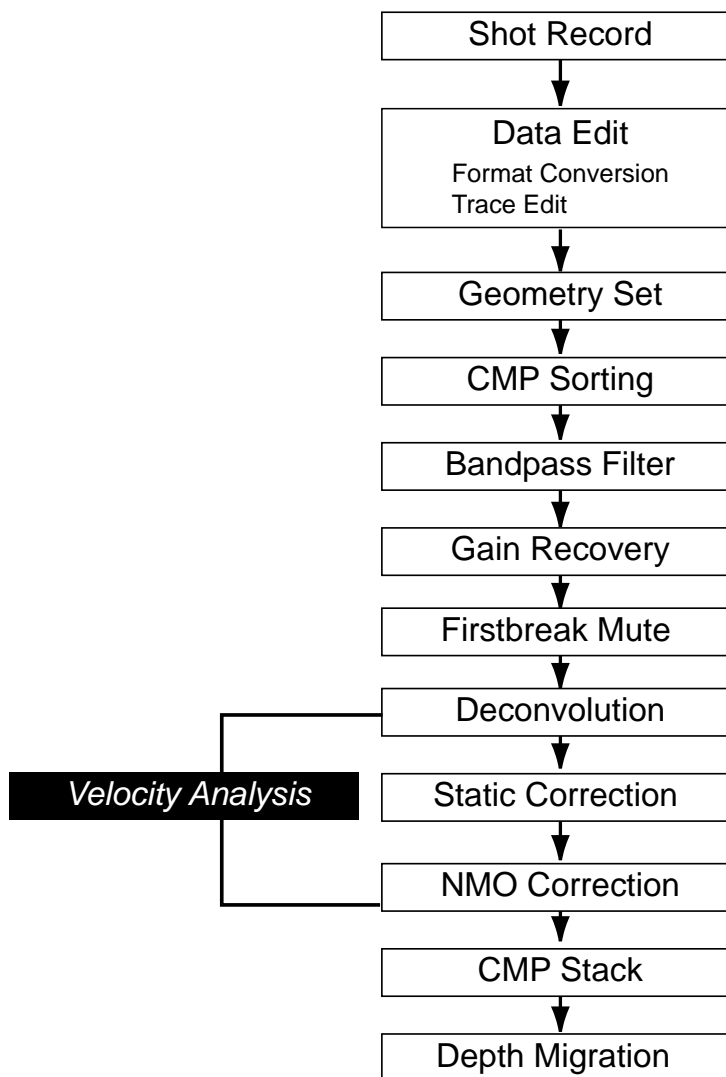 Shot Record
Data Edit
Format Conversion
Trace Edit
Geometry Set
CMP Sorting
Bandpass Filter
Gain Recovery
Firstbreak Mute
Deconvolution
Velocity Analysis
Static Correction
NMO Correction
CMP Stack
Depth Migration